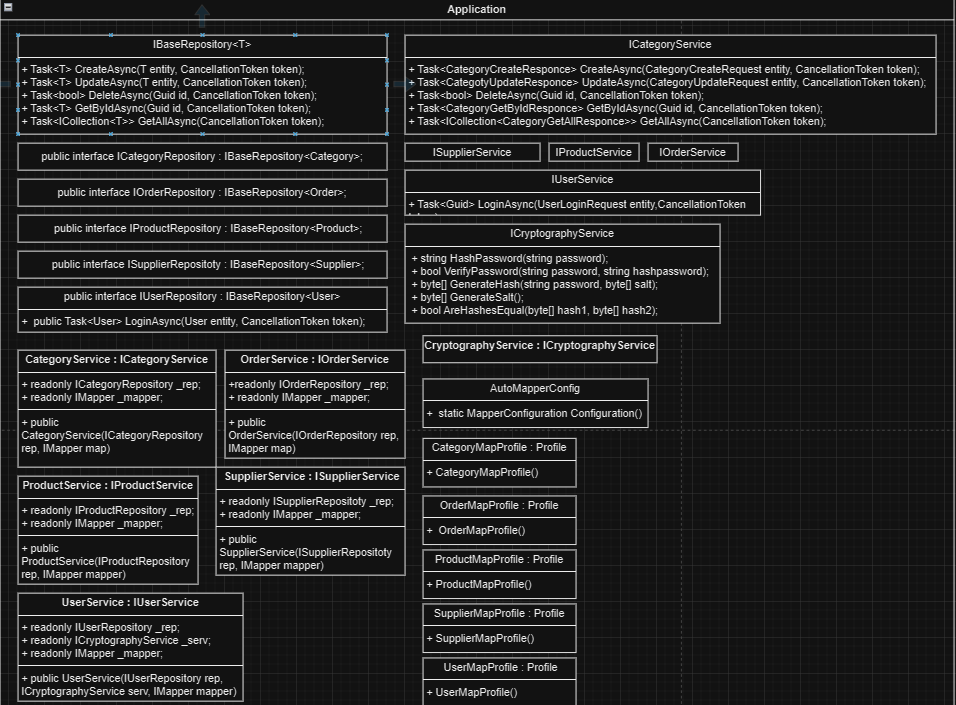 Application
IBaseRepository<T>
+ Task<T> CreateAsync(T entity, CancellationToken token);
+ Task<T> UpdateAsync(T entity, CancellationToken token);
+ Task<bool> DeleteAsync(Guid id, CancellationToken token);
+ Task<T> GetByIdAsync(Guid id, CancellationToken token);
+ Task<ICollection<T>> GetAllAsync(CancellationToken token);
public interface ICategoryRepository : IBaseRepository<Category>;
public interface IOrderRepository : IBaseRepository<Order>;
public interface IProductRepository : IBaseRepository<Product>;
public interface ISupplierRepositoty : IBaseRepository<Supplier>;
public interface IUserRepository : IBaseRepository<User>
+ public Task<User> LoginAsync(User entity, CancellationToken token);
ICategoryService
+ Task<CategoryCreateResponce> CreateAsync(CategoryCreateRequest entity, CancellationToken token);
+ Task<CategotyUpdateResponce> UpdateAsync(CategoryUpdateRequest entity, CancellationToken token);
+ Task<bool> DeleteAsync(Guid id, CancellationToken token);
+ Task<CategoryGetByIdResponce> GetByIdAsync(Guid id, CancellationToken token);
+ Task<ICollection<CategoryGetAllResponce>> GetAllAsync(CancellationToken token);
ISupplierService
IProductService
IOrderService
IUserService
+ Task<Guid> LoginAsync(UserLoginRequest entity,CancellationToken
ICryptographyService
+ string HashPassword(string password);
+ bool VerifyPassword(string password, string hashpassword);
+ byte[] GenerateHash(string password, byte[] salt);
+ byte[] GenerateSalt();
+ bool AreHashesEqual(byte[] hash1, byte[] hash2);
CryptographyService : ICryptographyService
AutoMapperConfig
+ static MapperConfiguration Configuration()
CategoryMapProfile : Profile
+ CategoryMapProfile()
OrderMapProfile : Profile
+ OrderMapProfile()
ProductMapProfile : Profile
+ ProductMapProfile()
SupplierMapProfile : Profile
+ SupplierMapProfile()
UserMapProfile : Profile
+ UserMapProfile()
CategoryService : ICategoryService
+ readonly ICategoryRepository _rep;
+ readonly IMapper _mapper;
+ public
CategoryService(ICategoryRepository
rep, IMapper map)
OrderService : IOrderService
+readonly IOrderRepository _rep;
+ readonly IMapper _mapper;
+ public
OrderService(IOrderRepository rep,
IMapper map)
ProductService : IProductService
+ readonly IProductRepository _rep;
+ readonly IMapper _mapper;
+ public
ProductService(IProductRepository
rep, IMapper mapper)
SupplierService : ISupplierService
+ readonly ISupplierRepositoty _rep;
+ readonly IMapper _mapper;
+ public
SupplierService(ISupplierRepositoty
rep, IMapper mapper)
UserService : IUserService
+ readonly IUserRepository _rep;
+ readonly ICryptographyService _serv;
+ readonly IMapper _mapper;
+ public UserService(IUserRepository rep,
ICryptographyService serv, IMapper mapper)